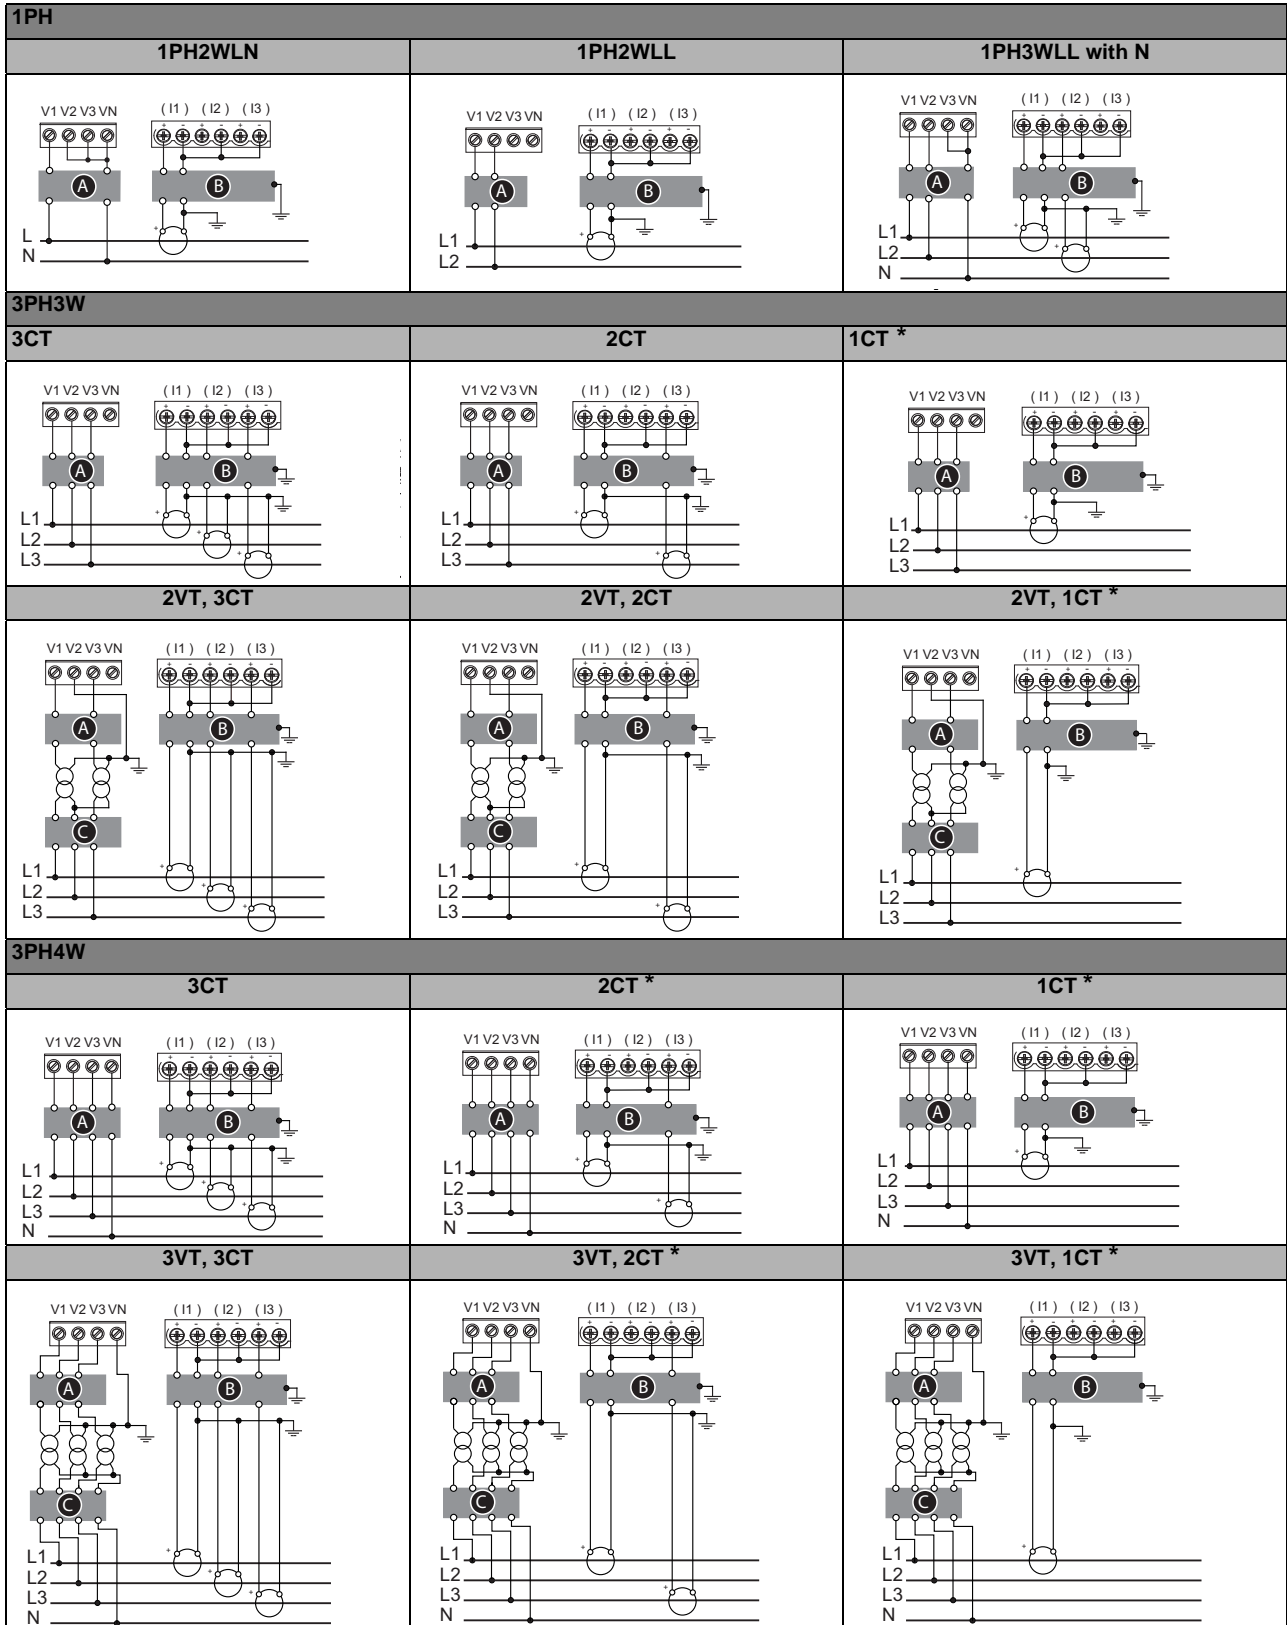 1PH
1PH2WLN 1PH2WLL 1PH3WLL with N
V1 V2 V3 VN ( I1 ) ( I2 ) ( I3 )
+ - + - + -
A B
+
L
N
V1 V2 V3 VN ( I1 ) ( I2 ) ( I3 )
+ - + - + -
A B
+
L1
L2
V1 V2 V3 VN ( I1 ) ( I2 ) ( I3 )
+ - + - + -
A B
+
+
L1
L2
N
3PH3W
3CT 2CT 1CT *
V1 V2 V3 VN ( I1 ) ( I2 ) ( I3 )
+ - + - + -
A B
+
+
+
L1
L2
L3
V1 V2 V3 VN ( I1 ) ( I2 ) ( I3 )
+ - + - + -
A B
+
+
L1
L2
L3
V1 V2 V3 VN ( I1 ) ( I2 ) ( I3 )
+ - + - + -
A B
+
L1
L2
L3
2VT, 3CT 2VT, 2CT 2VT, 1CT *
V1 V2 V3 VN ( I1 ) ( I2 ) ( I3 )
+ - + - + -
A B
C
+
+
+
L1
L2
L3
V1 V2 V3 VN ( I1 ) ( I2 ) ( I3 )
+ - + - + -
A B
C
+
+
L1
L2
L3
V1 V2 V3 VN ( I1 ) ( I2 ) ( I3 )
+ - + - + -
A B
C
+
L1
L2
L3
3PH4W
3CT 2CT * 1CT *
V1 V2 V3 VN ( I1 ) ( I2 ) ( I3 )
+ - + - + -
A B
+
+
+
L1
L2
L3
N
V1 V2 V3 VN ( I1 ) ( I2 ) ( I3 )
+ - + - + -
A B
+
+
L1
L2
L3
N
V1 V2 V3 VN ( I1 ) ( I2 ) ( I3 )
+ - + - + -
A B
+
L1
L2
L3
N
3VT, 3CT 3VT, 2CT * 3VT, 1CT *
V1 V2 V3 VN ( I1 ) ( I2 ) ( I3 )
+ - + - + -
A B
C
+
+
+
L1
L2
L3
N
V1 V2 V3 VN ( I1 ) ( I2 ) ( I3 )
+ - + - + -
A B
C
+
+
L1
L2
L3
N
V1 V2 V3 VN ( I1 ) ( I2 ) ( I3 )
+ - + - + -
A B
C
+
L1
L2
L3
N